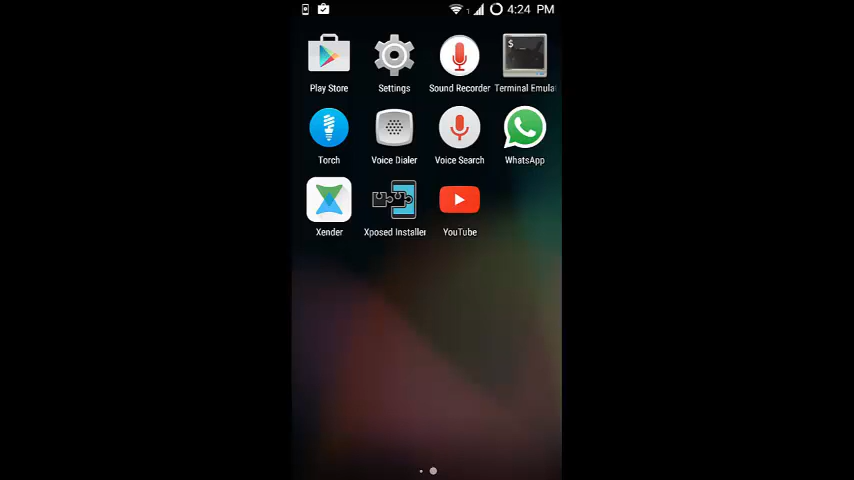 1 4:24 PM
Play Store Settings Sound Recorder Terminal Emula
$
Torch Voice Dialer Voice Search WhatsApp
Xender Xposed Installer YouTube